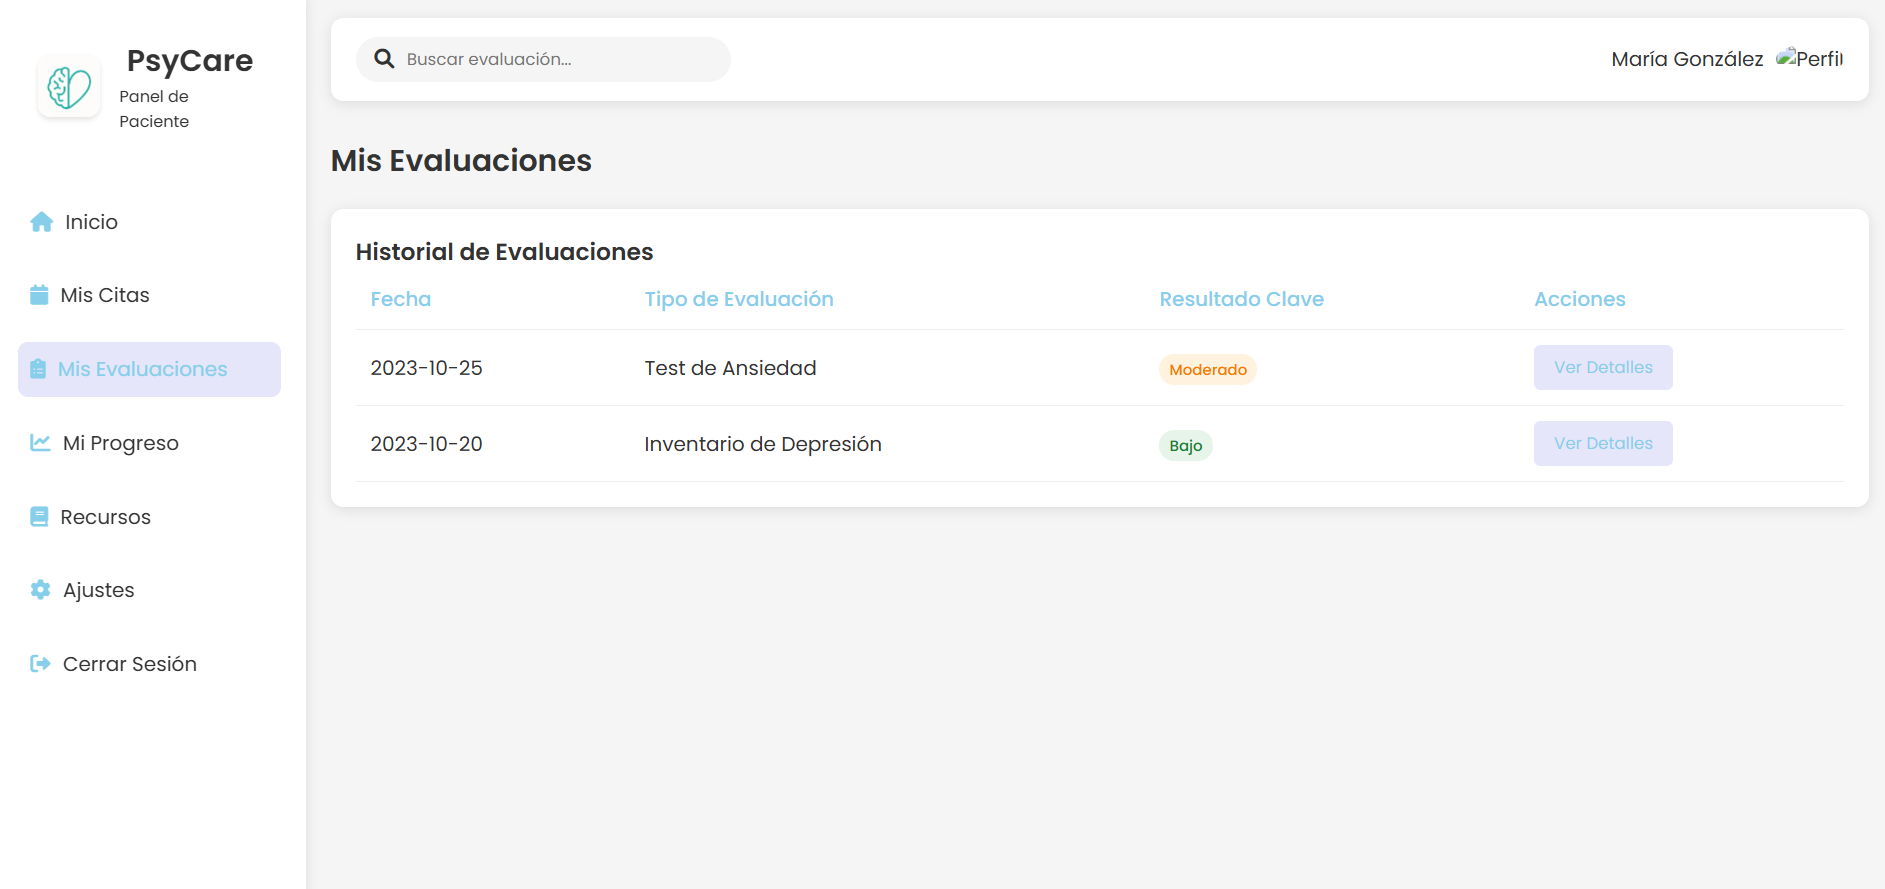 PsyCare
Panel de
Paciente
Inicio
Mis Citas
Mis Evaluaciones
Mi Progreso
Recursos
Ajustes
Cerrar Sesión
Buscar evaluación...
María González
Perfil
Mis Evaluaciones
Historial de Evaluaciones
Fecha Tipo de Evaluación Resultado Clave Acciones
2023-10-25 Test de Ansiedad Moderado Ver Detalles
2023-10-20 Inventario de Depresión Bajo Ver Detalles